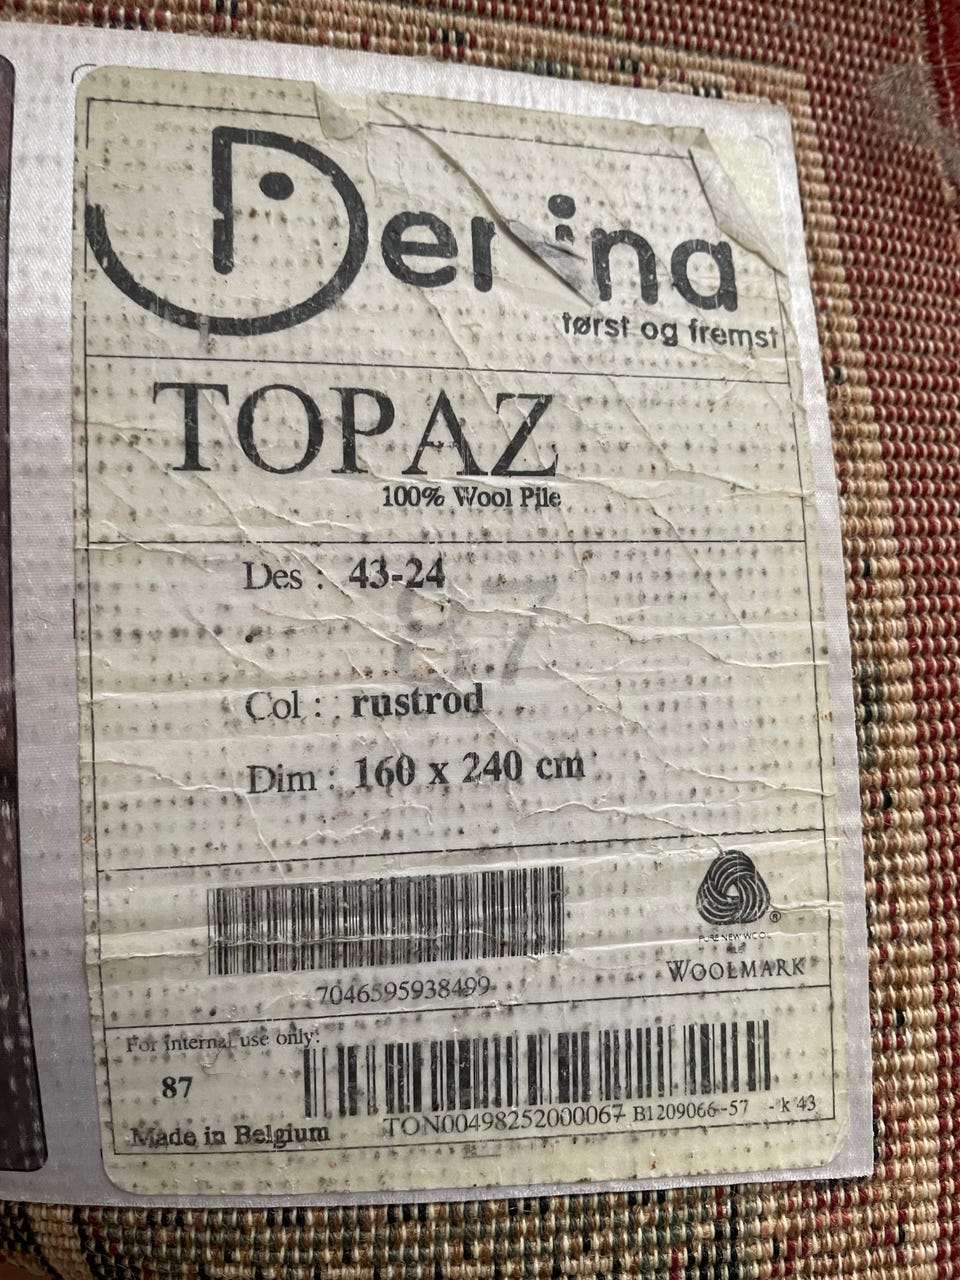 Derina
først og fremst
TOPAZ
100% Wool Pile
Des : 43-24
87
Col : rustrod
Dim : 160 x 240 cm
7046595938499
PURE NEW WOOL
PILE
WOOLMARK
®
For internal use only:
87
Made in Belgium
TON00498252000067 B1209066-57 - k 43